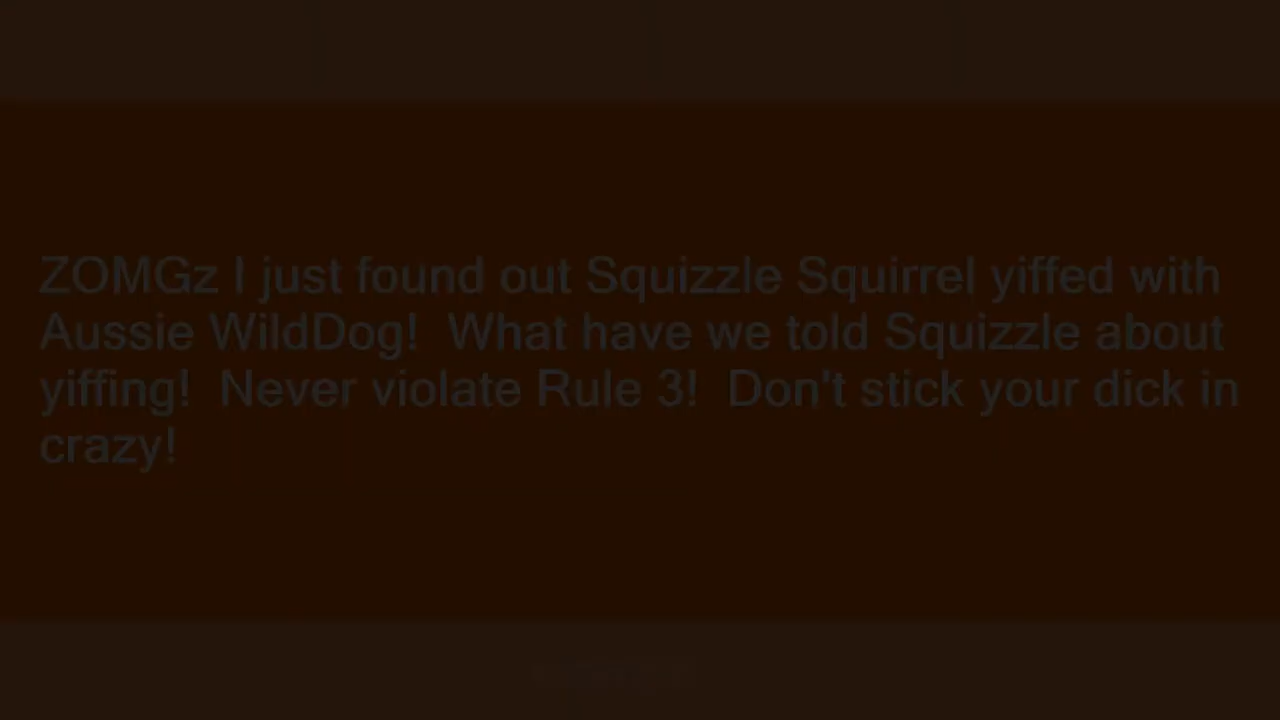 ZOMGz I just found out Squizzle Squirrel yiffed with
Aussie WildDog!  What have we told Squizzle about
yiffing!  Never violate Rule 3!  Don't stick your dick in
crazy!